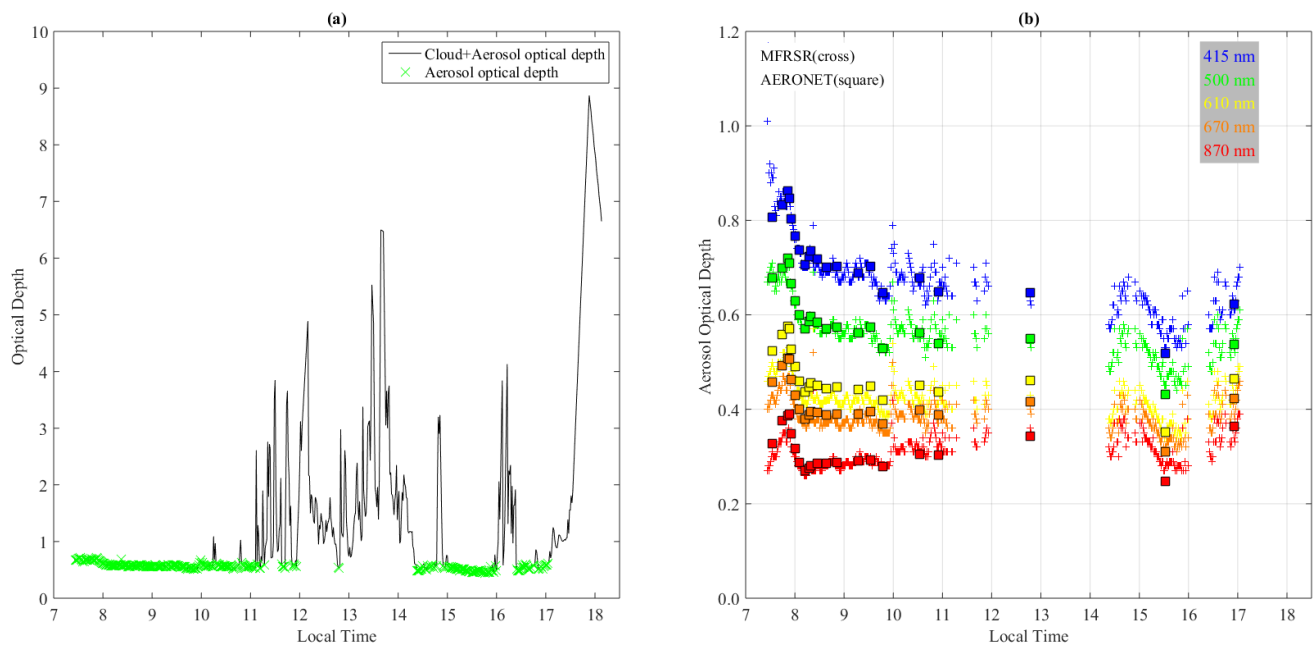 (a)
10
9
8
7
6
5
4
3
2
1
0
Optical Depth
Cloud+Aerosol optical depth
Aerosol optical depth
7 8 9 10 11 12 13 14 15 16 17 18
Local Time
(b)
1.2
1.0
0.8
0.6
0.4
0.2
0.0
Aerosol Optical Depth
MFRSR(cross)
AERONET(square)
415 nm
500 nm
610 nm
670 nm
870 nm
7 8 9 10 11 12 13 14 15 16 17 18
Local Time